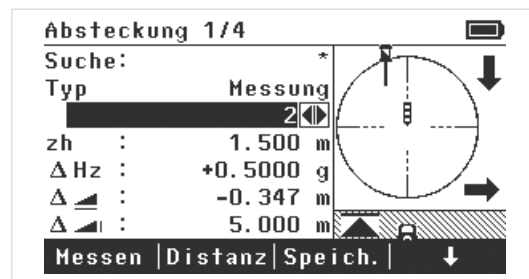 Absteckung 1/4
Suche: *
Typ Messung
2
zh : 1.500 m
Δ Hz : +0.5000 g
Δ : -0.347 m
Δ : 5.000 m
Messen |Distanz|Speich.| ↓